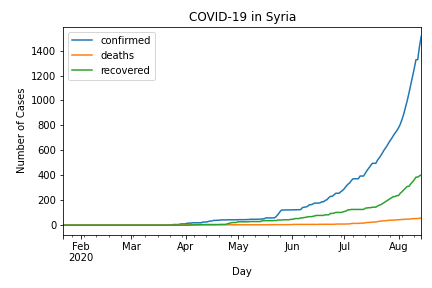 COVID-19 in Syria
confirmed
deaths
recovered
Number of Cases
1400
1200
1000
800
600
400
200
0
Feb Mar Apr May Jun Jul Aug
2020
Day